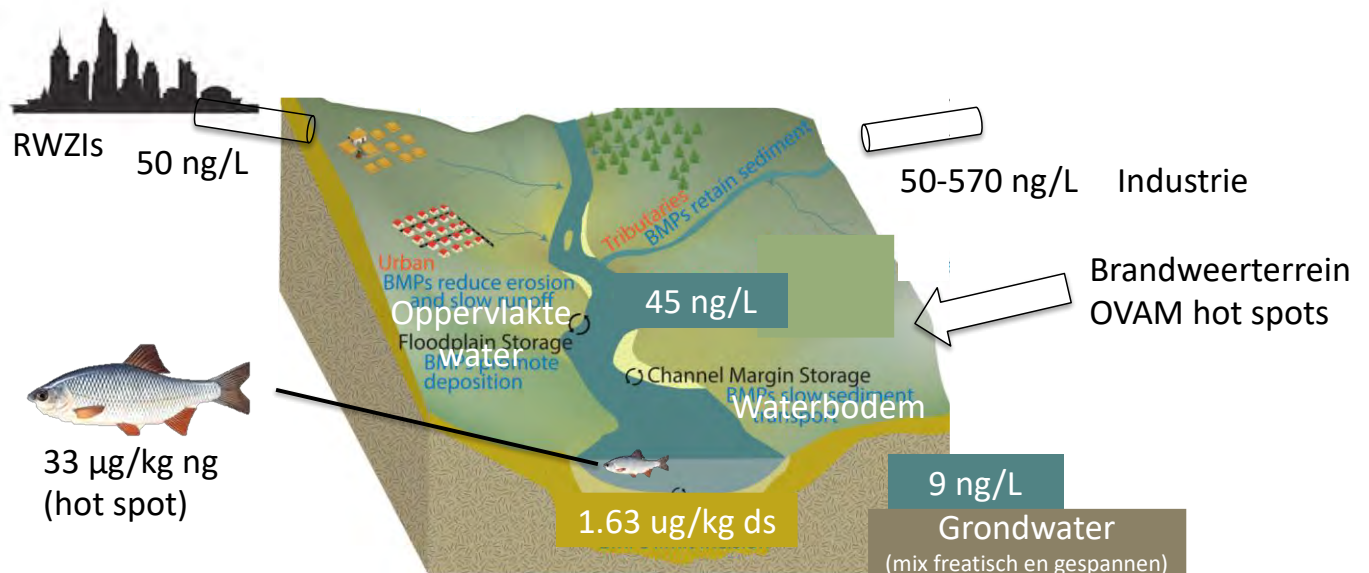 RWZIs
50 ng/L
50-570 ng/L
Industrie
Tributaries
BMPs retain sediment
Urban
BMPs reduce erosion
and slow runoff
Oppervlakte
water
45 ng/L
Brandweerterrein
OVAM hot spots
Floodplain Storage
BMPs promote
deposition
Channel Margin Storage
BMPs slow sediment
transport
Waterbodem
33 µg/kg ng
(hot spot)
9 ng/L
1.63 ug/kg ds
Grondwater
(mix freatisch en gespannen)